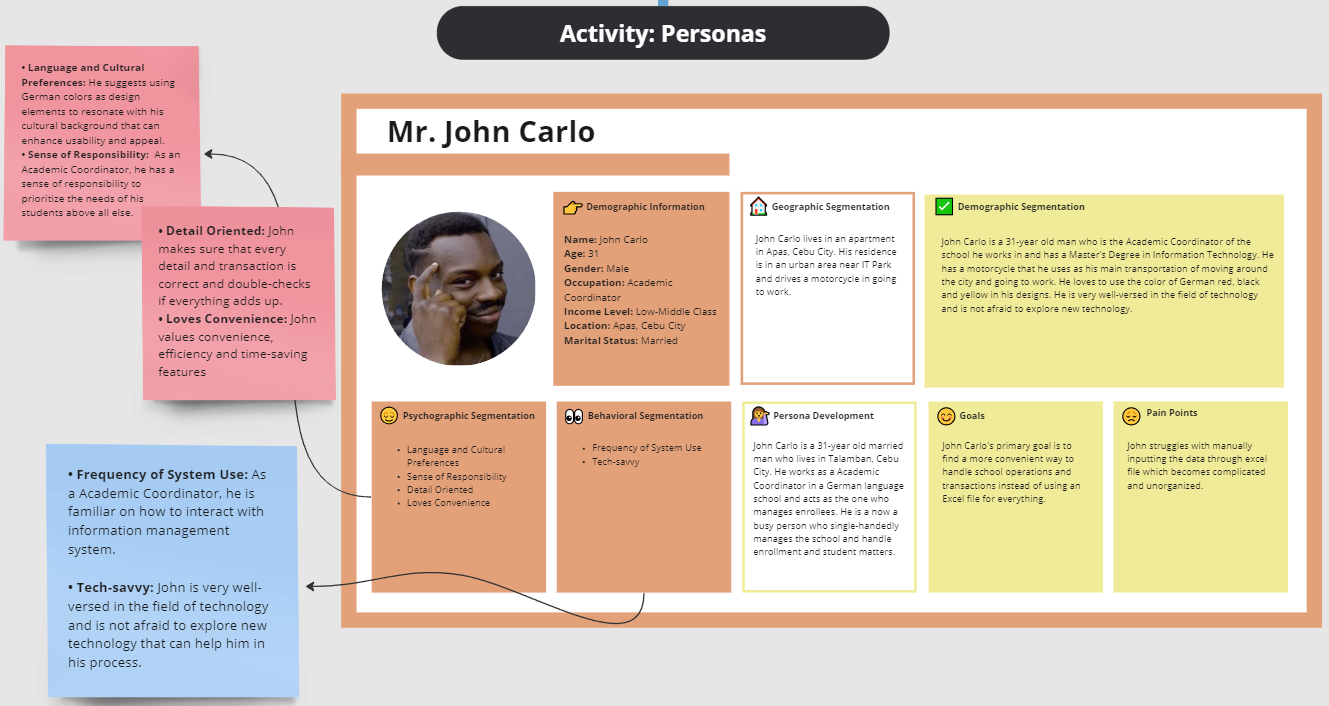 Activity: Personas
• Language and Cultural
Preferences: He suggests using
German colors as design
elements to resonate with his
cultural background that can
enhance usability and appeal.
• Sense of Responsibility: As an
Academic Coordinator, he has a
sense of responsibility to
prioritize the needs of his
students above all else.
• Detail Oriented: John
makes sure that every
detail and transaction is
correct and double-checks
if everything adds up.
• Loves Convenience: John
values convenience,
efficiency and time-saving
features
• Frequency of System Use: As
a Academic Coordinator, he is
familiar on how to interact with
information management
system.
• Tech-savvy: John is very well-
versed in the field of technology
and is not afraid to explore new
technology that can help him in
his process.
Mr. John Carlo
Demographic Information
Name: John Carlo
Age: 31
Gender: Male
Occupation: Academic
Coordinator
Income Level: Low-Middle Class
Location: Apas, Cebu City
Marital Status: Married
Geographic Segmentation
John Carlo lives in an apartment
in Apas, Cebu City. His residence
is in an urban area near IT Park
and drives a motorcycle in going
to work.
Demographic Segmentation
John Carlo is a 31-year old man who is the Academic Coordinator of the
school he works in and has a Master's Degree in Information Technology. He
has a motorcycle that he uses as his main transportation of moving around
the city and going to work. He loves to use the color of German red, black
and yellow in his designs. He is very well-versed in the field of technology
and is not afraid to explore new technology.
Psychographic Segmentation
• Language and Cultural
Preferences
• Sense of Responsibility
• Detail Oriented
• Loves Convenience
Behavioral Segmentation
• Frequency of System Use
• Tech-savvy
Persona Development
John Carlo is a 31-year old married
man who lives in Talamban, Cebu
City. He works as a Academic
Coordinator in a German language
school and acts as the one who
manages enrollees. He is a now a
busy person who single-handedly
manages the school and handle
enrollment and student matters.
Goals
John Carlo's primary goal is to
find a more convenient way to
handle school operations and
transactions instead of using an
Excel file for everything.
Pain Points
John struggles with manually
inputting the data through excel
file which becomes complicated
and unorganized.